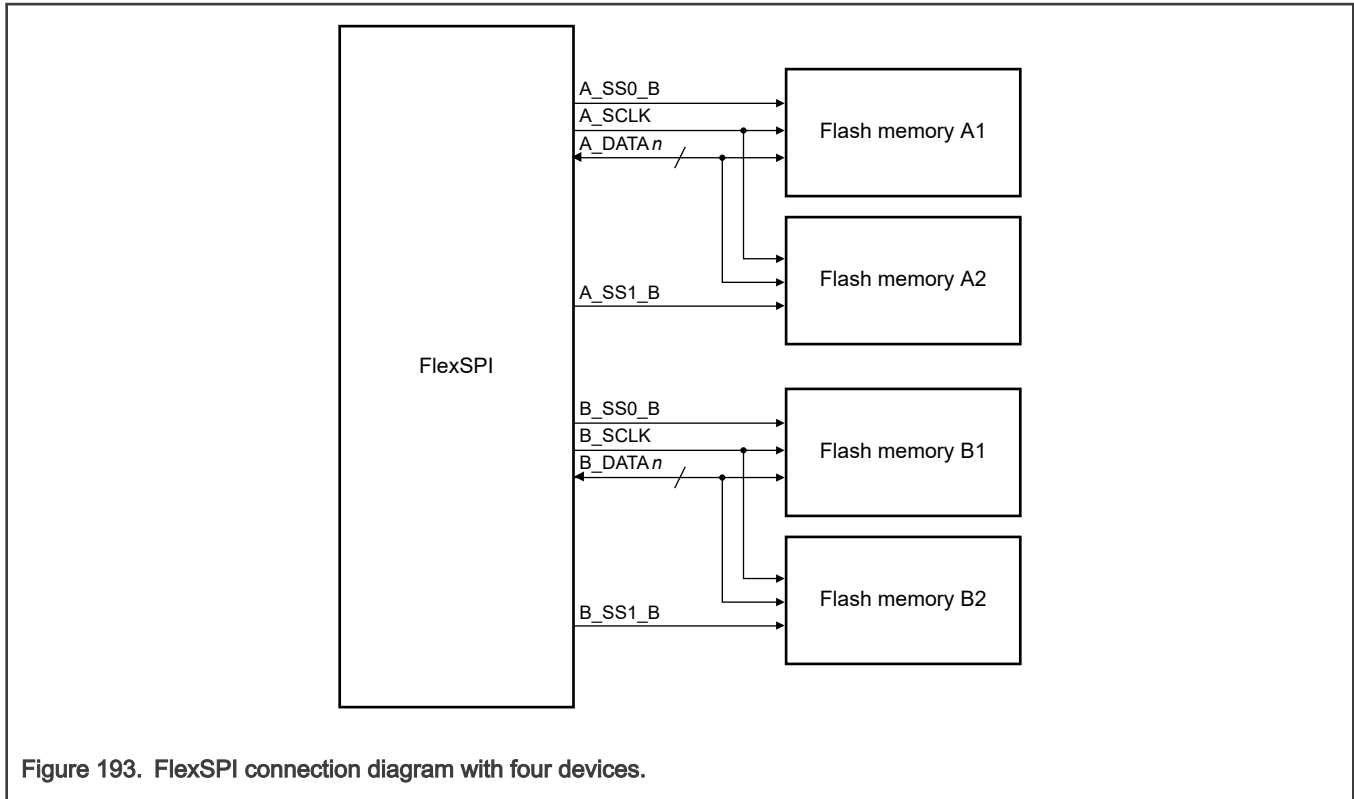 A_SS0_B
A_SCLK
A_DATAn
Flash memory A1
Flash memory A2
A_SS1_B
FlexSPI
B_SS0_B
B_SCLK
B_DATAn
Flash memory B1
Flash memory B2
B_SS1_B
Figure 193. FlexSPI connection diagram with four devices.